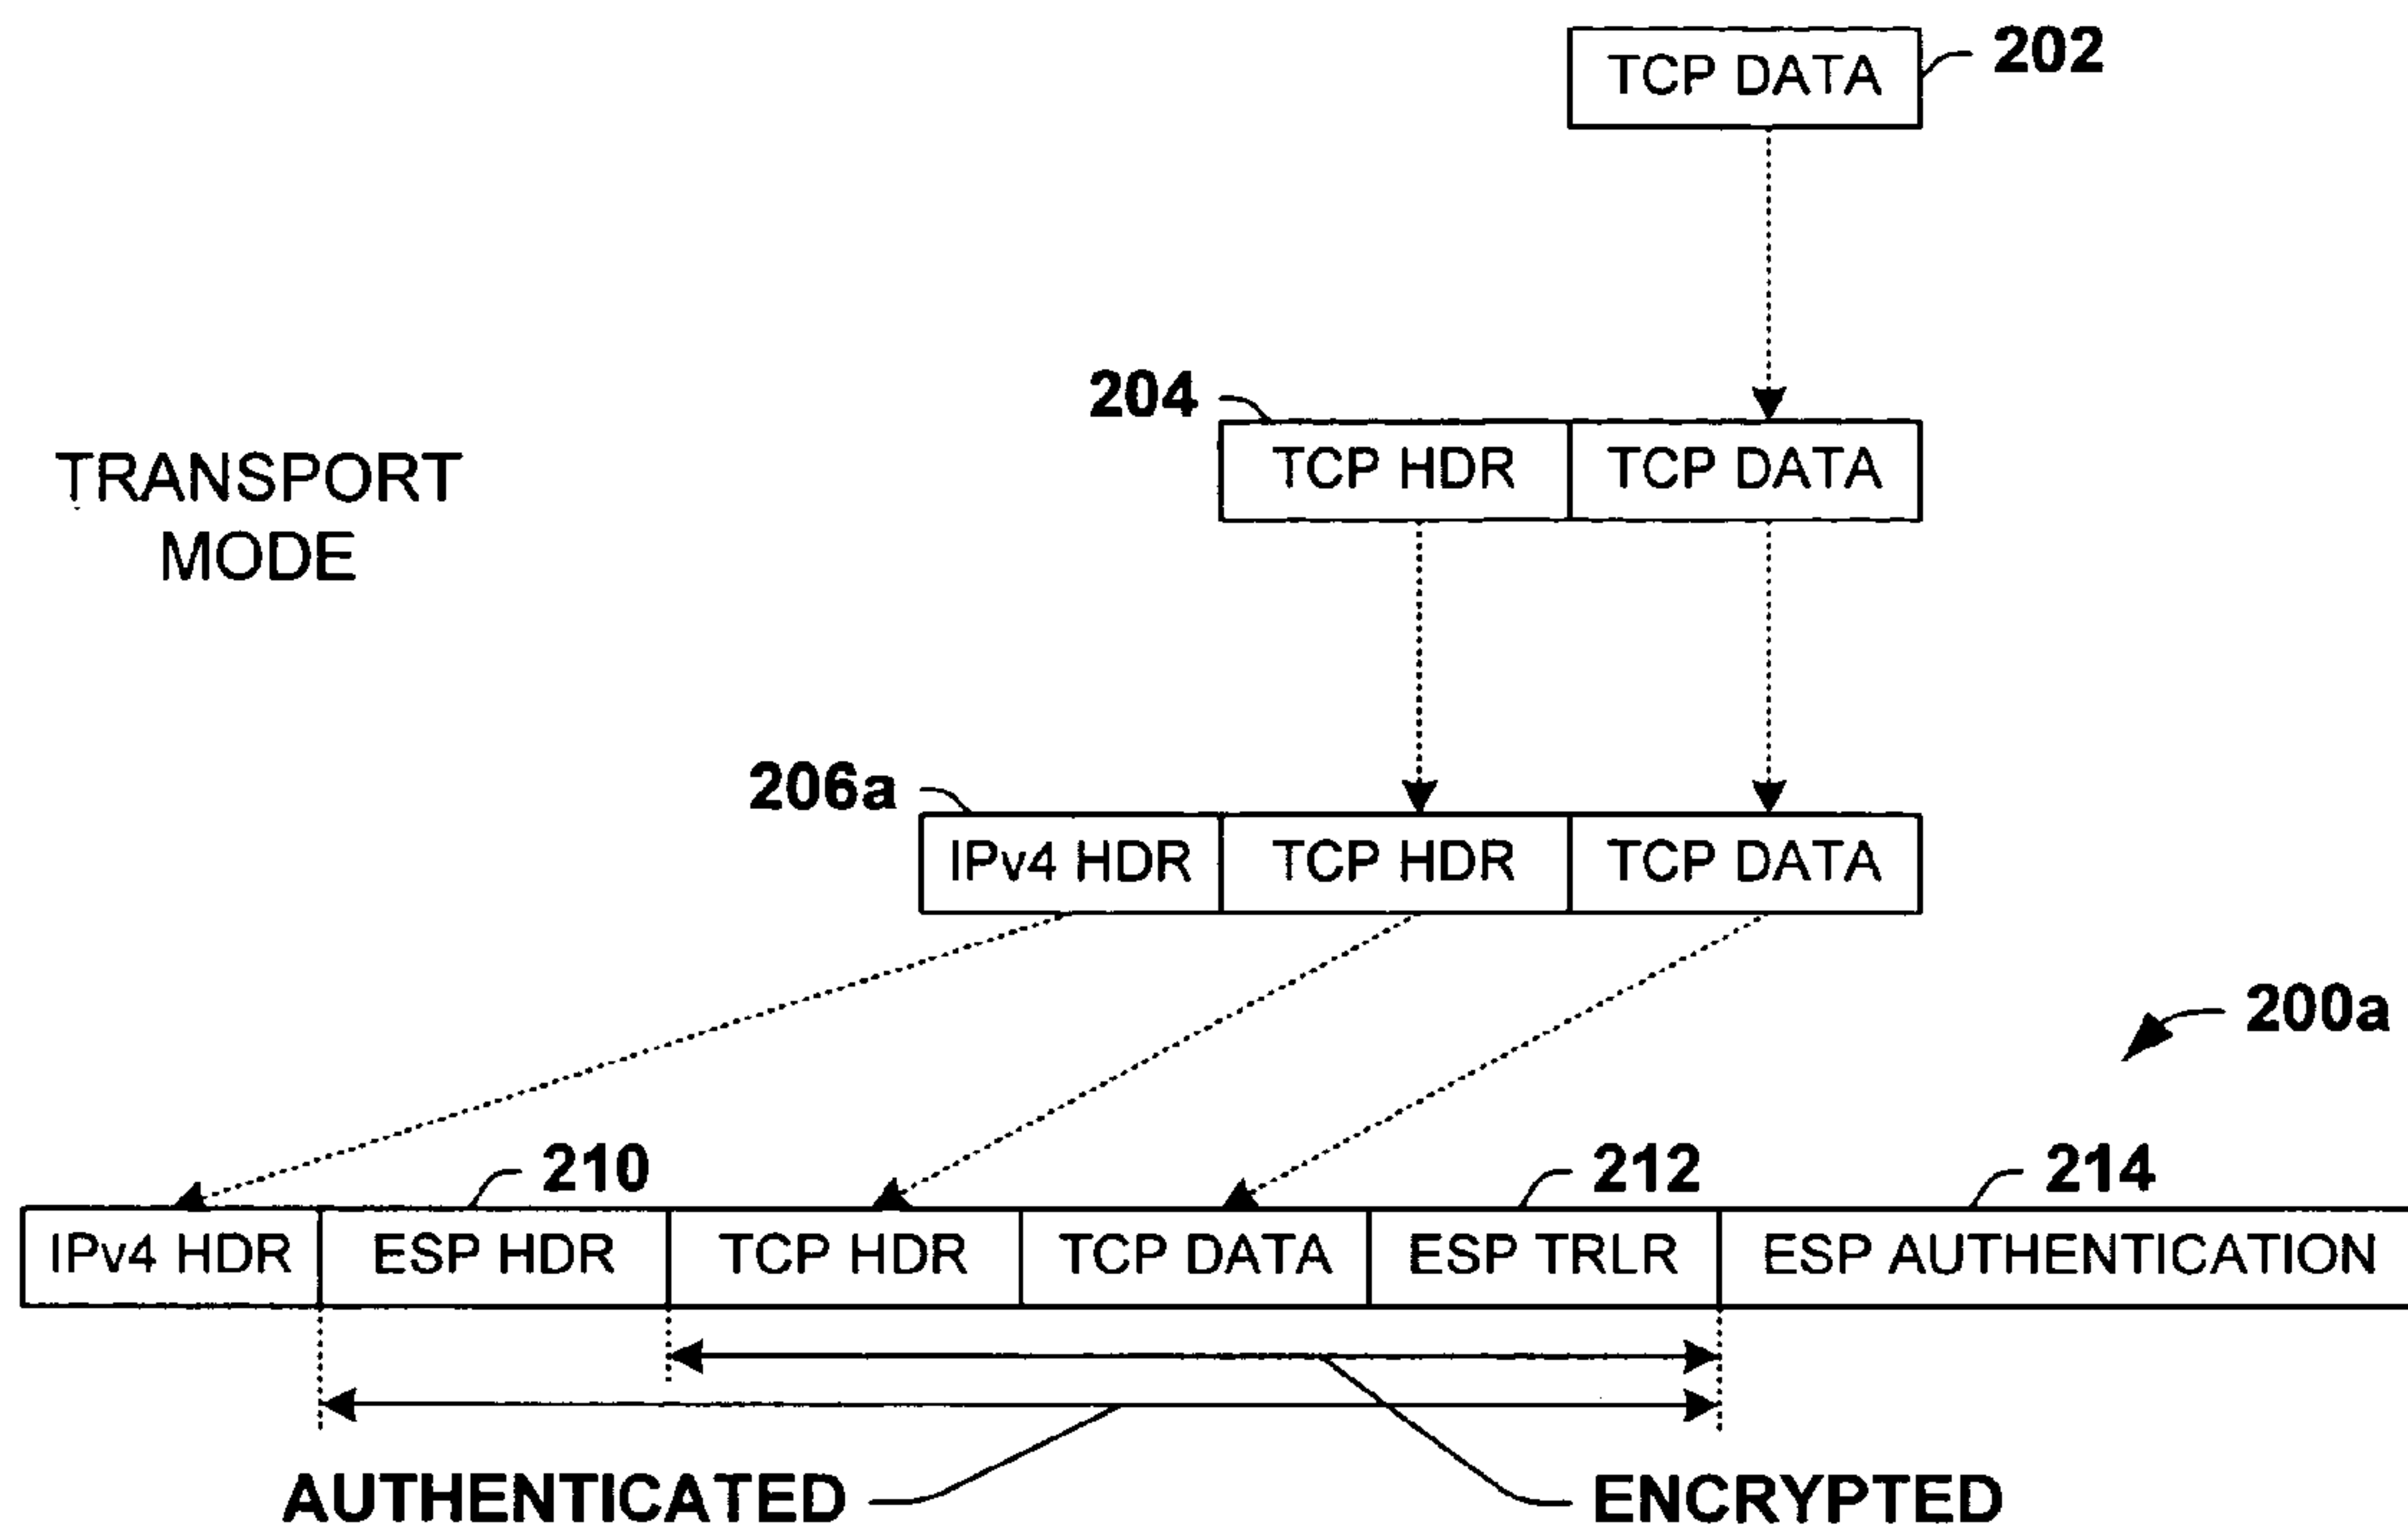 TCP DATA
202
204
TCP HDR
TCP DATA
TRANSPORT
MODE
206a
IPv4 HDR
TCP HDR
TCP DATA
200a
210
212
214
IPv4 HDR
ESP HDR
TCP HDR
TCP DATA
ESP TRLR
ESP AUTHENTICATION
AUTHENTICATED
ENCRYPTED